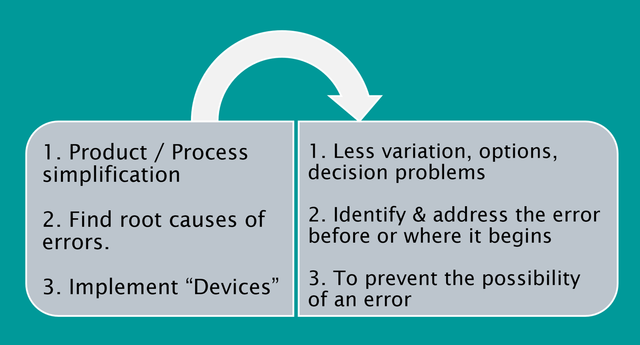 1. Product / Process
simplification
2. Find root causes of
errors.
3. Implement “Devices”
1. Less variation, options,
decision problems
2. Identify & address the error
before or where it begins
3. To prevent the possibility
of an error